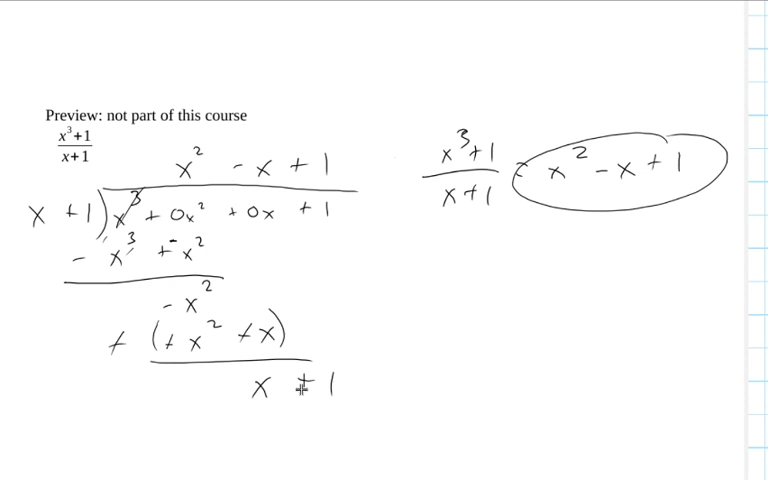 Preview: not part of this course
x³+1
x+1
x² - x + 1
x + 1 ) x³ + 0x² + 0x + 1
- x³ + - x²
- x²
+ (+ x² + x)
x + 1
x³+1
x+1
= x² - x + 1